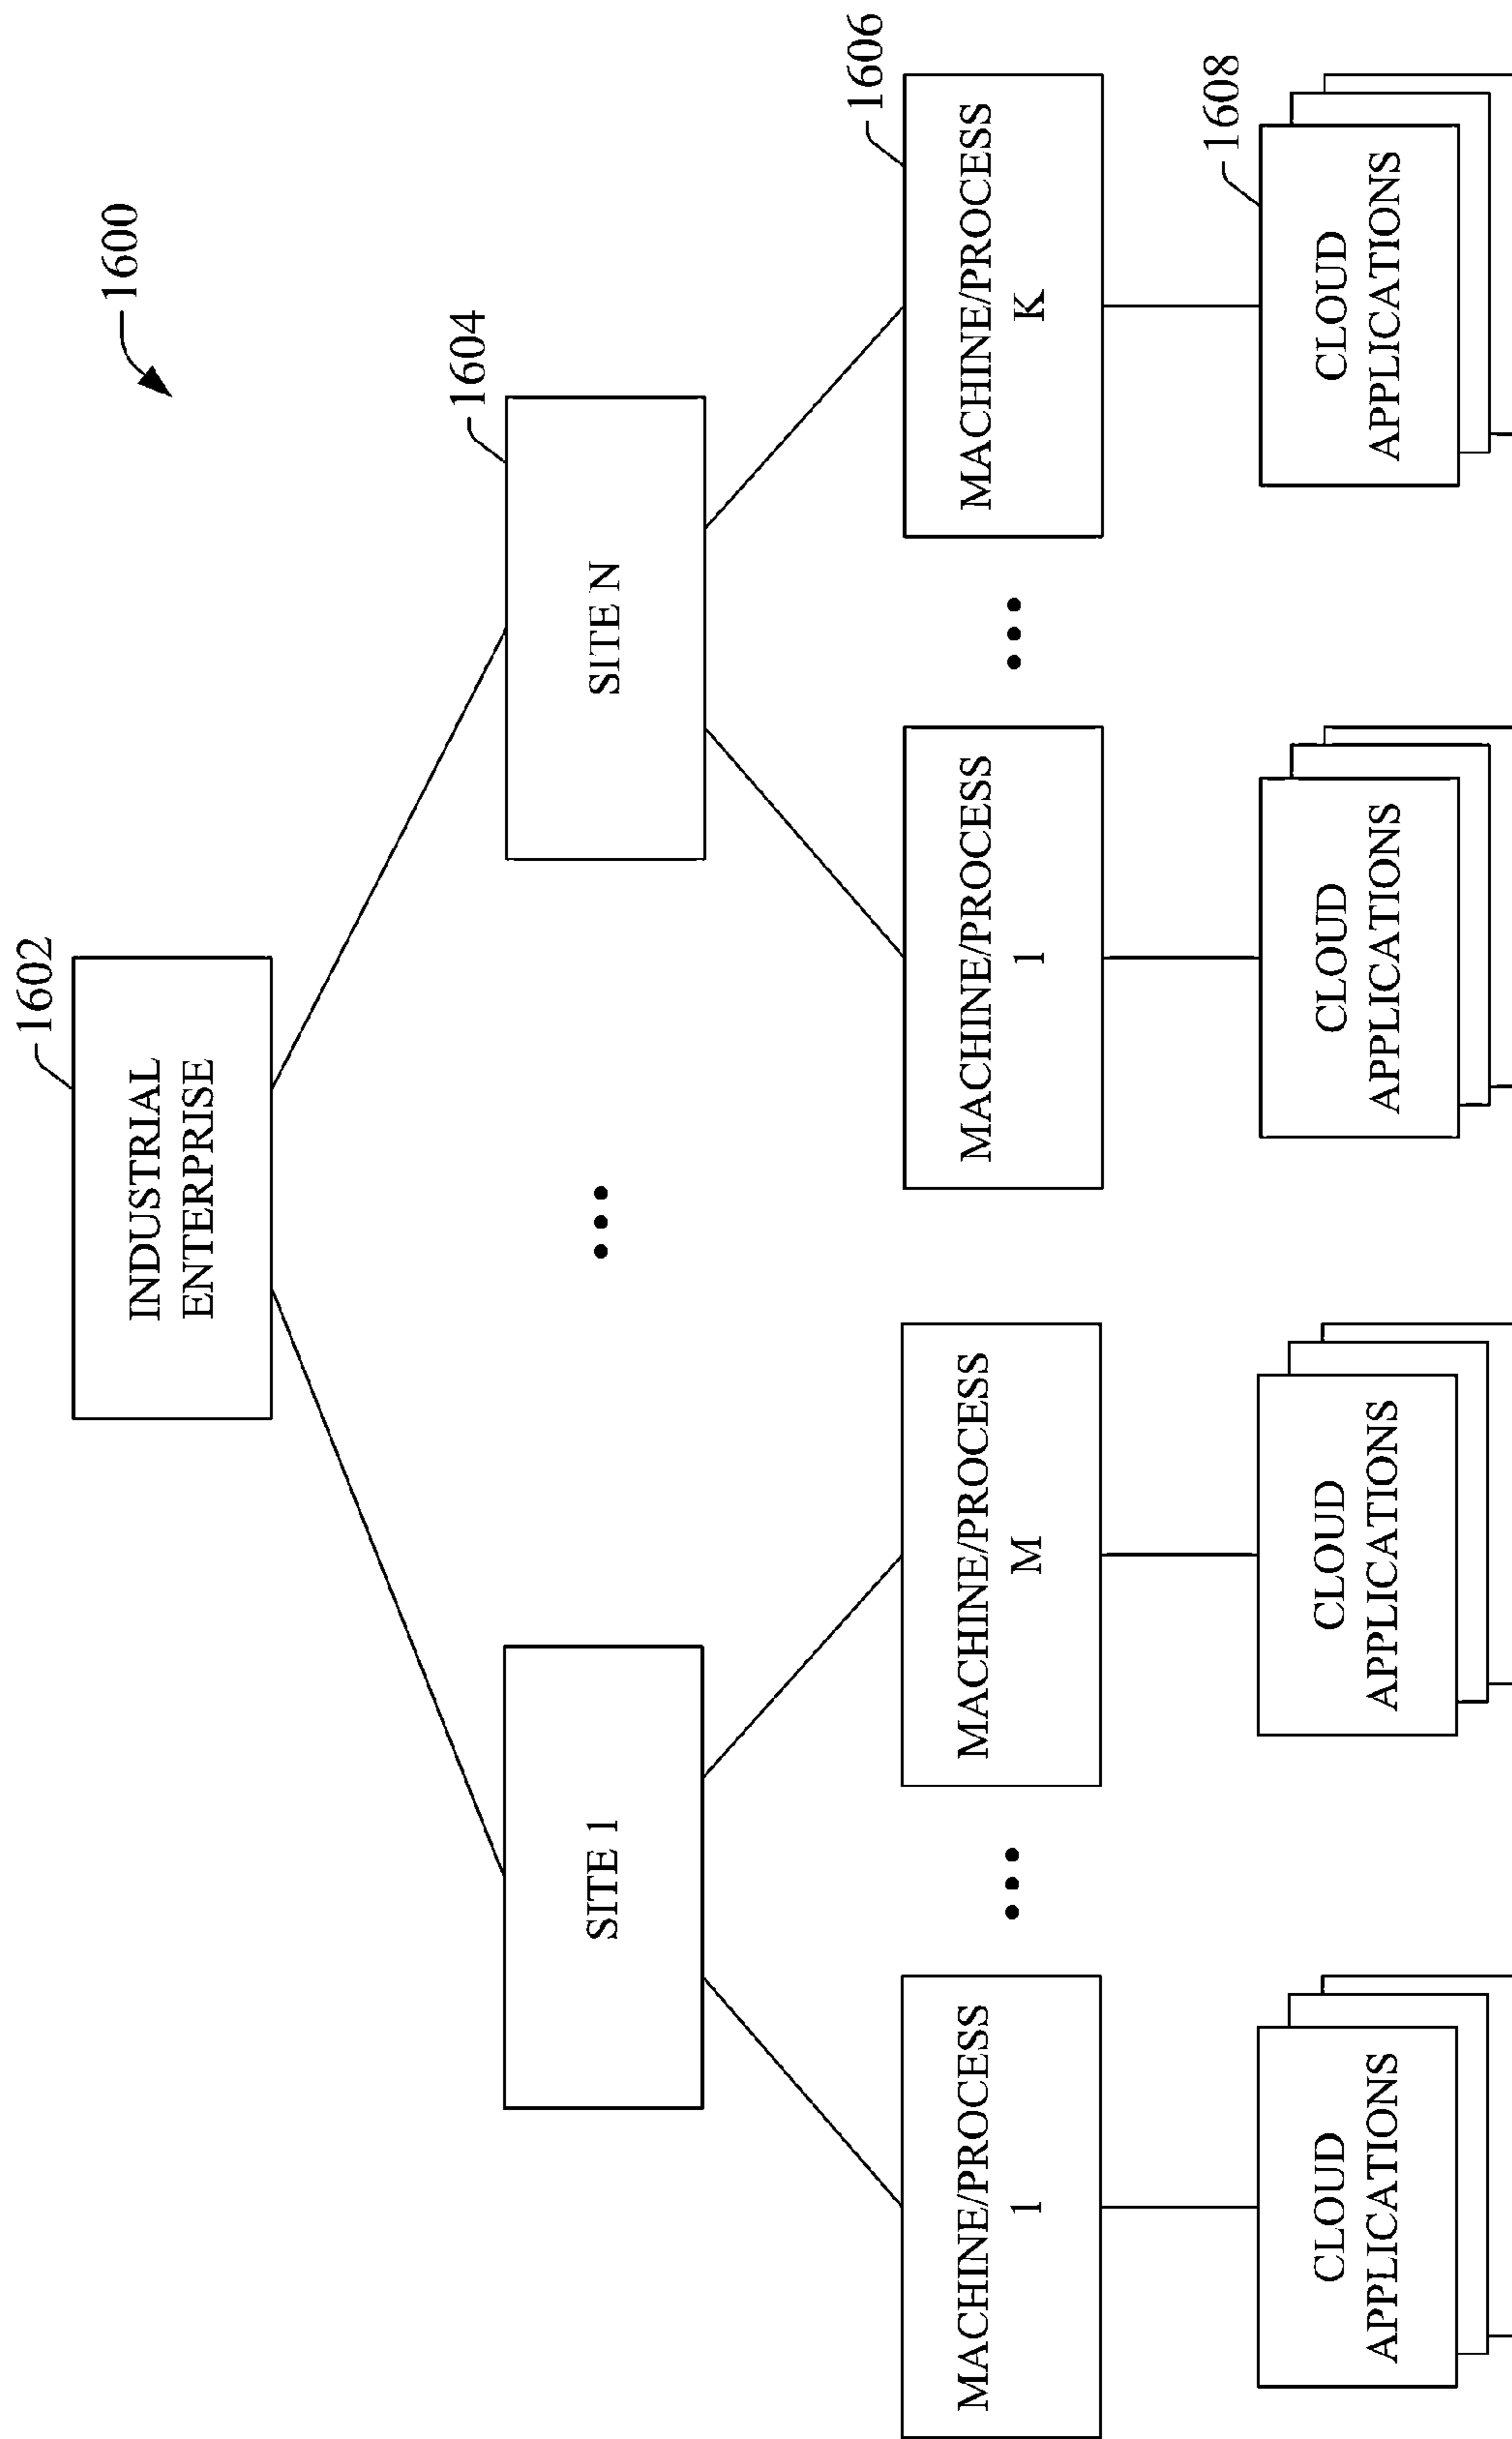 1600
1602
INDUSTRIAL
ENTERPRISE
1604
SITE 1
...
SITE N
1606
MACHINE/PROCESS
1
...
MACHINE/PROCESS
M
MACHINE/PROCESS
1
...
MACHINE/PROCESS
K
1608
CLOUD
APPLICATIONS
CLOUD
APPLICATIONS
CLOUD
APPLICATIONS
CLOUD
APPLICATIONS